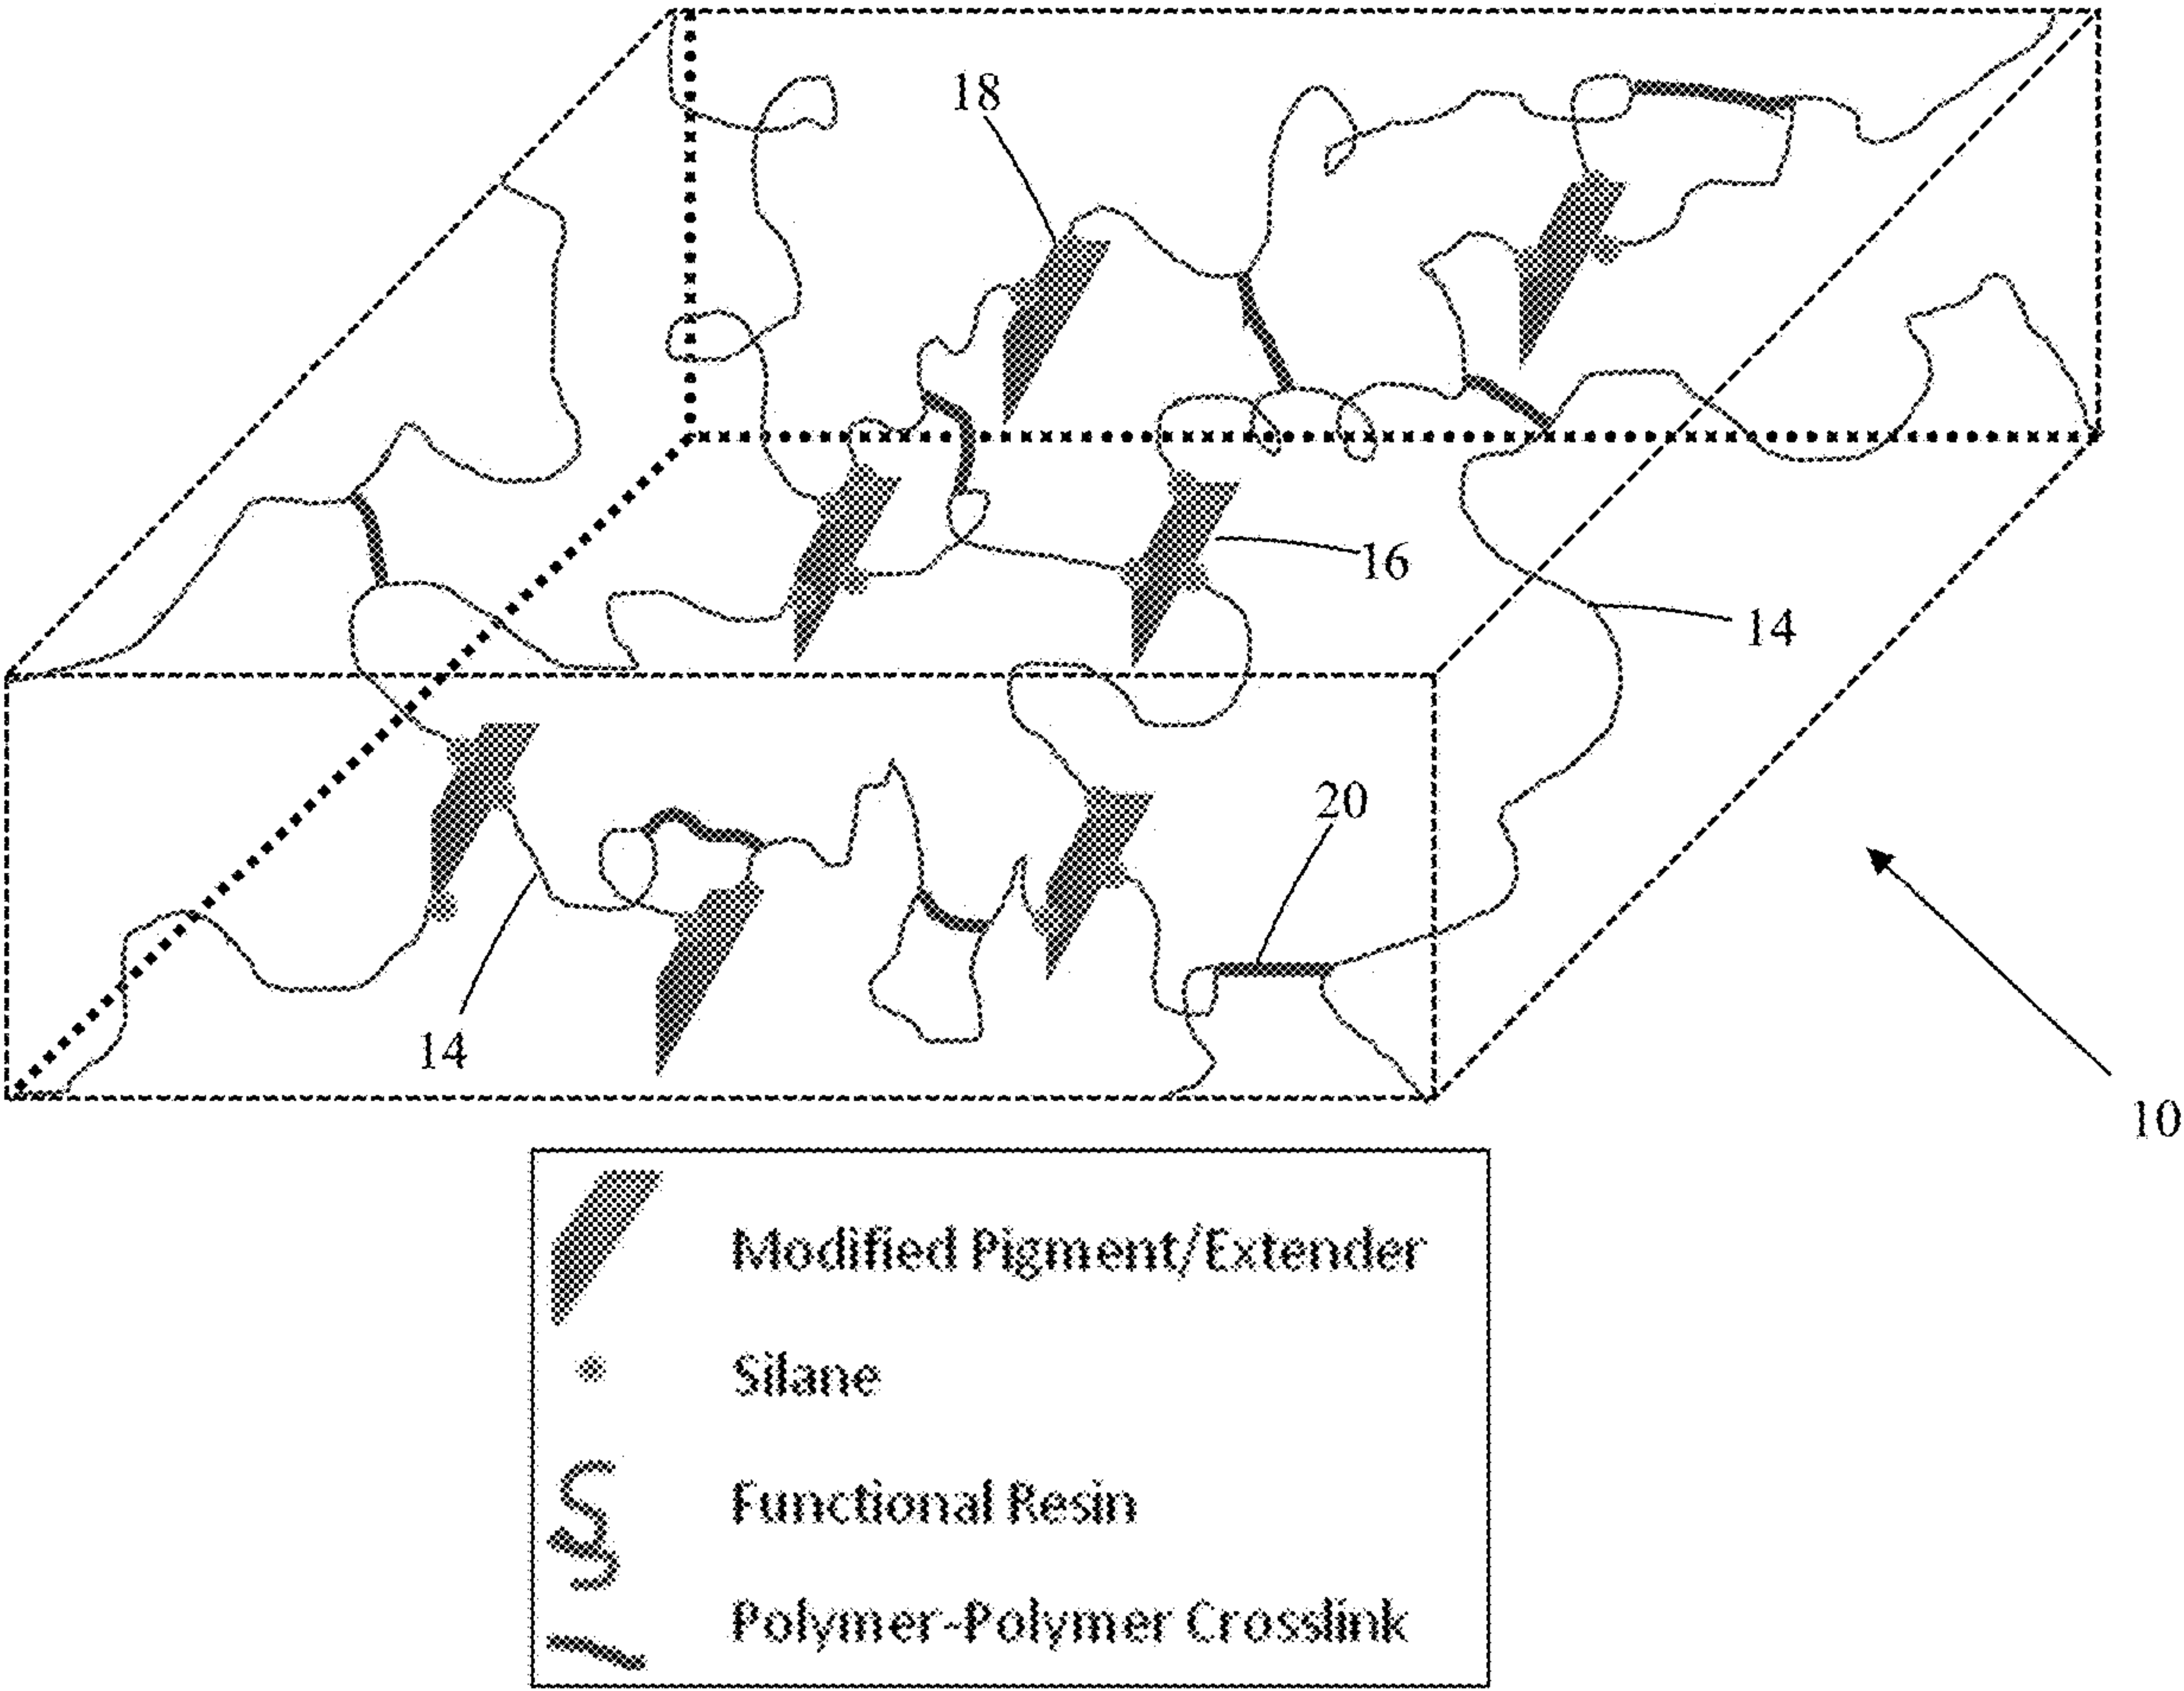 18
16
14
20
14
10
Modified Pigment/Extender
Silane
Functional Resin
Polymer-Polymer Crosslink